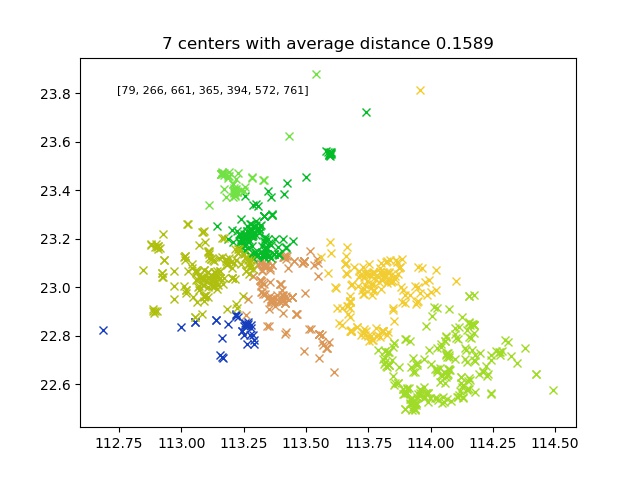 7 centers with average distance 0.1589
[79, 266, 661, 365, 394, 572, 761]
23.8
23.6
23.4
23.2
23.0
22.8
22.6
112.75 113.00 113.25 113.50 113.75 114.00 114.25 114.50